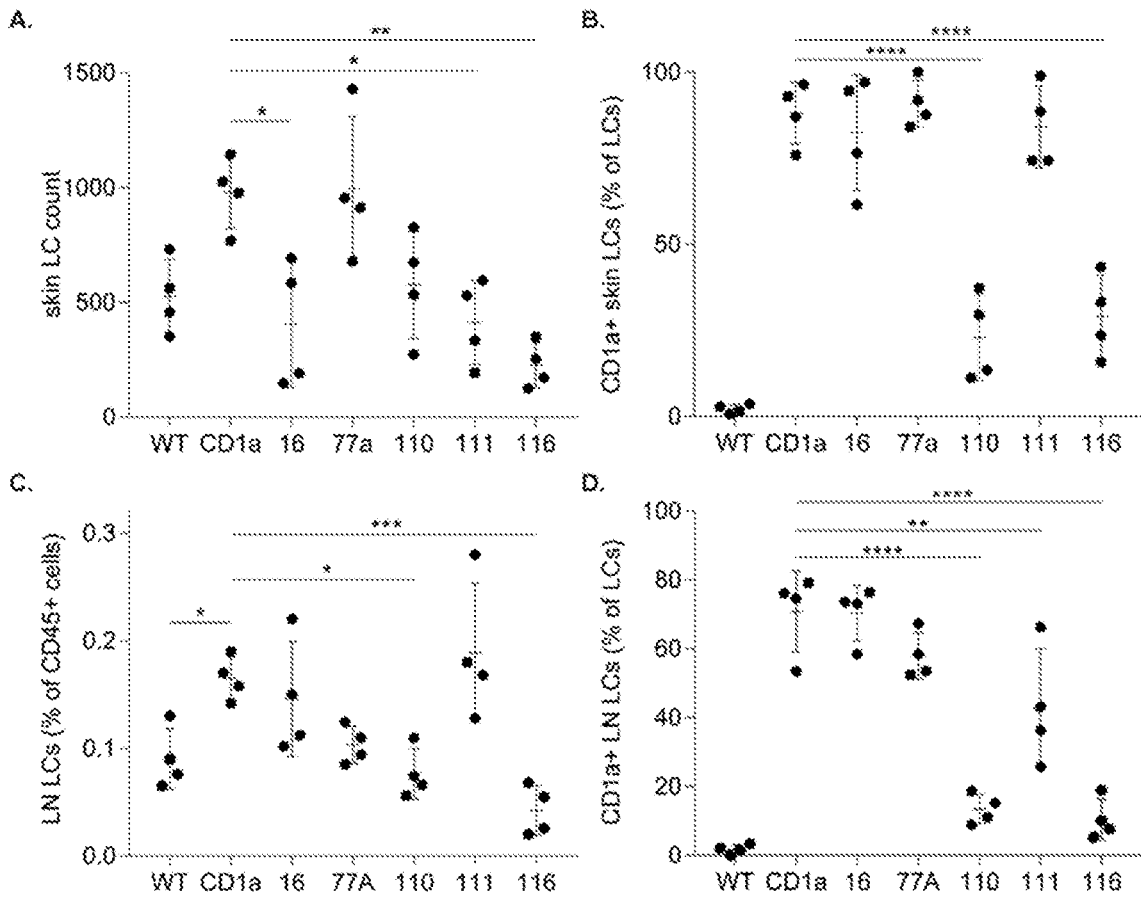 A.
**
*
*
1500
1000
500
0
skin LC count
WT CD1a 16 77a 110 111 116
B.
****
****
100
50
0
CD1a+ skin LCs (% of LCs)
WT CD1a 16 77a 110 111 116
C.
***
*
*
0.3
0.2
0.1
0.0
LN LCs (% of CD45+ cells)
WT CD1a 16 77A 110 111 116
D.
****
**
****
100
80
60
40
20
0
CD1a+ LN LCs (% of LCs)
WT CD1a 16 77A 110 111 116